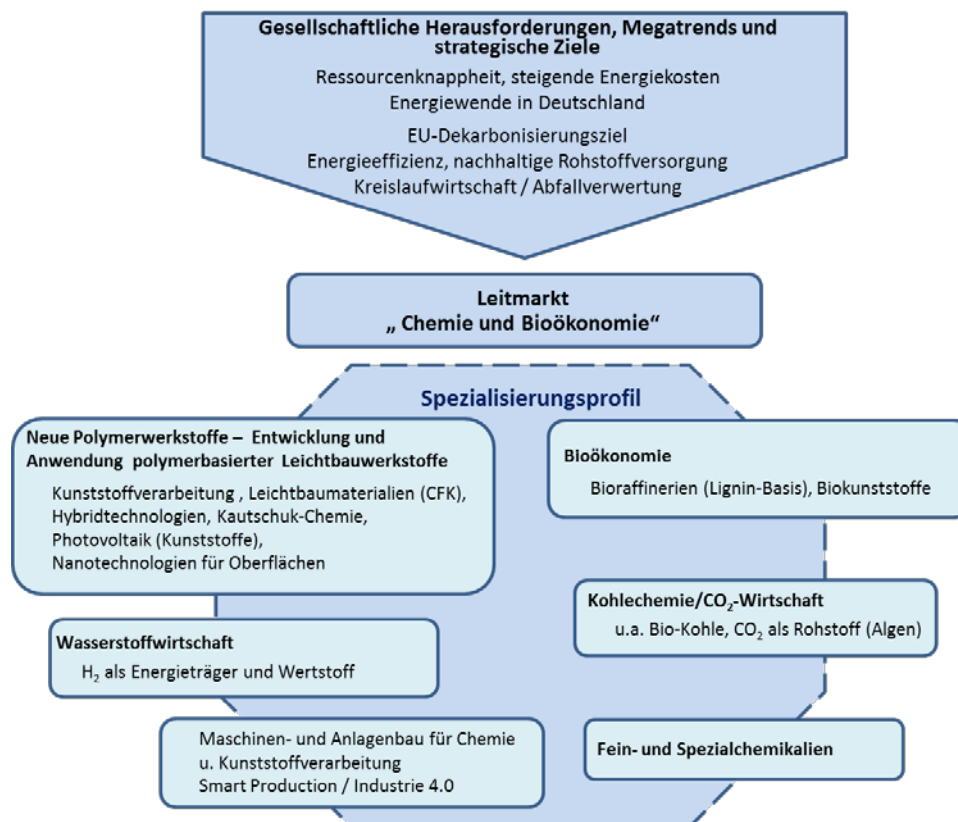 Gesellschaftliche Herausforderungen, Megatrends und
strategische Ziele
Ressourcenknappheit, steigende Energiekosten
Energiewende in Deutschland
EU-Dekarbonisierungsziel
Energieeffizienz, nachhaltige Rohstoffversorgung
Kreislaufwirtschaft / Abfallverwertung
Leitmarkt
„ Chemie und Bioökonomie“
Spezialisierungsprofil
Neue Polymerwerkstoffe – Entwicklung und
Anwendung polymerbasierter Leichtbauwerkstoffe
Kunststoffverarbeitung , Leichtbaumaterialien (CFK),
Hybridtechnologien, Kautschuk-Chemie,
Photovoltaik (Kunststoffe),
Nanotechnologien für Oberflächen
Bioökonomie
Bioraffinerien (Lignin-Basis), Biokunststoffe
Kohlechemie/CO₂-Wirtschaft
u.a. Bio-Kohle, CO₂ als Rohstoff (Algen)
Wasserstoffwirtschaft
H₂ als Energieträger und Wertstoff
Maschinen- und Anlagenbau für Chemie
u. Kunststoffverarbeitung
Smart Production / Industrie 4.0
Fein- und Spezialchemikalien